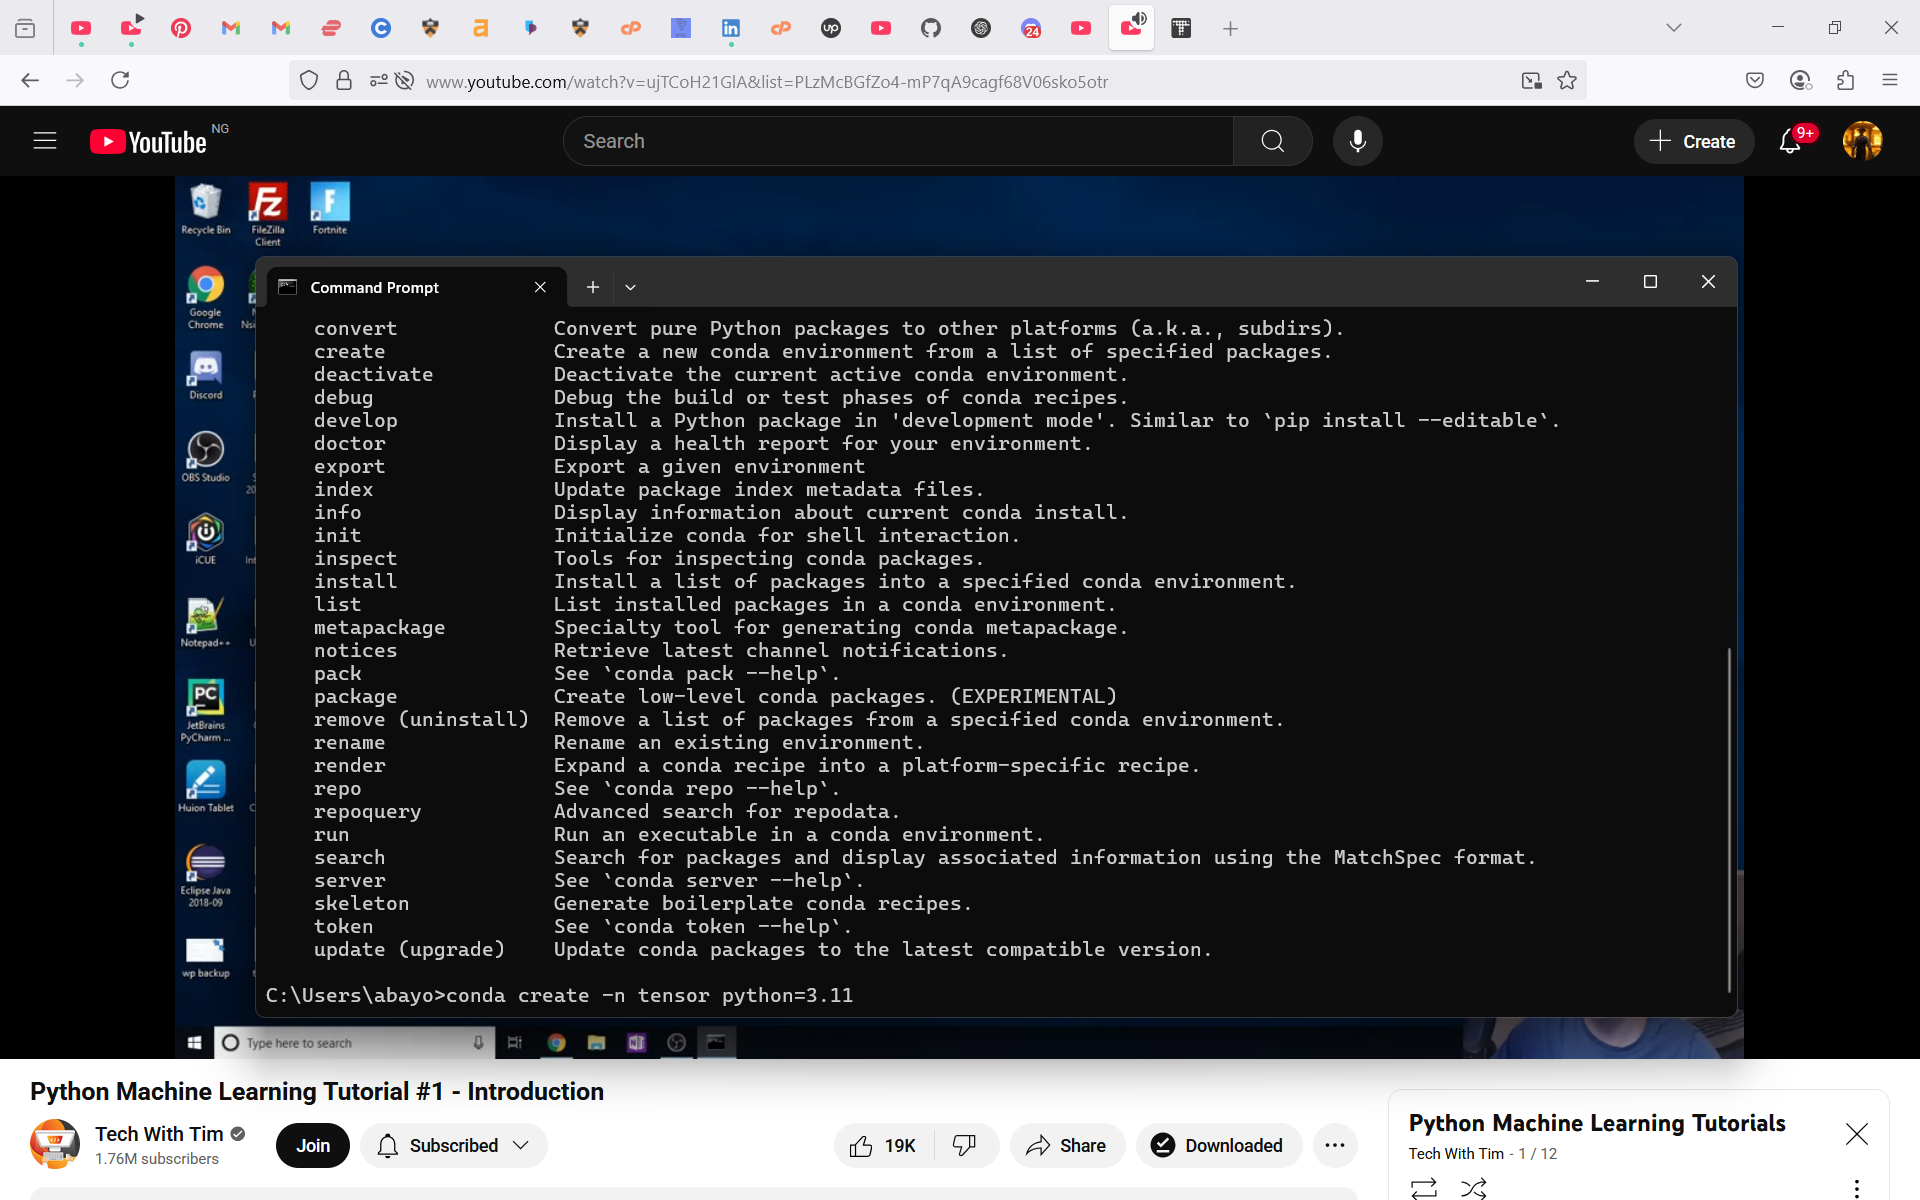 24
www.youtube.com/watch?v=ujTCoH21GlA&list=PLzMcBGfZo4-mP7qA9cagf68V06sko5otr
YouTube NG
Search
Create
9+
Recycle Bin
FileZilla Client
Fortnite
Google Chrome
Discord
OBS Studio
iCUE
Notepad++
JetBrains PyCharm ...
Huion Tablet
Eclipse Java 2018-09
wp backup
Command Prompt
convert Convert pure Python packages to other platforms (a.k.a., subdirs).
create Create a new conda environment from a list of specified packages.
deactivate Deactivate the current active conda environment.
debug Debug the build or test phases of conda recipes.
develop Install a Python package in 'development mode'. Similar to `pip install --editable`.
doctor Display a health report for your environment.
export Export a given environment
index Update package index metadata files.
info Display information about current conda install.
init Initialize conda for shell interaction.
inspect Tools for inspecting conda packages.
install Install a list of packages into a specified conda environment.
list List installed packages in a conda environment.
metapackage Specialty tool for generating conda metapackage.
notices Retrieve latest channel notifications.
pack See `conda pack --help`.
package Create low-level conda packages. (EXPERIMENTAL)
remove (uninstall) Remove a list of packages from a specified conda environment.
rename Rename an existing environment.
render Expand a conda recipe into a platform-specific recipe.
repo See `conda repo --help`.
repoquery Advanced search for repodata.
run Run an executable in a conda environment.
search Search for packages and display associated information using the MatchSpec format.
server See `conda server --help`.
skeleton Generate boilerplate conda recipes.
token See `conda token --help`.
update (upgrade) Update conda packages to the latest compatible version.
C:\Users\abayo>conda create -n tensor python=3.11
Type here to search
Python Machine Learning Tutorial #1 - Introduction
Tech With Tim
1.76M subscribers
Join
Subscribed
19K
Share
Downloaded
Python Machine Learning Tutorials
Tech With Tim - 1 / 12